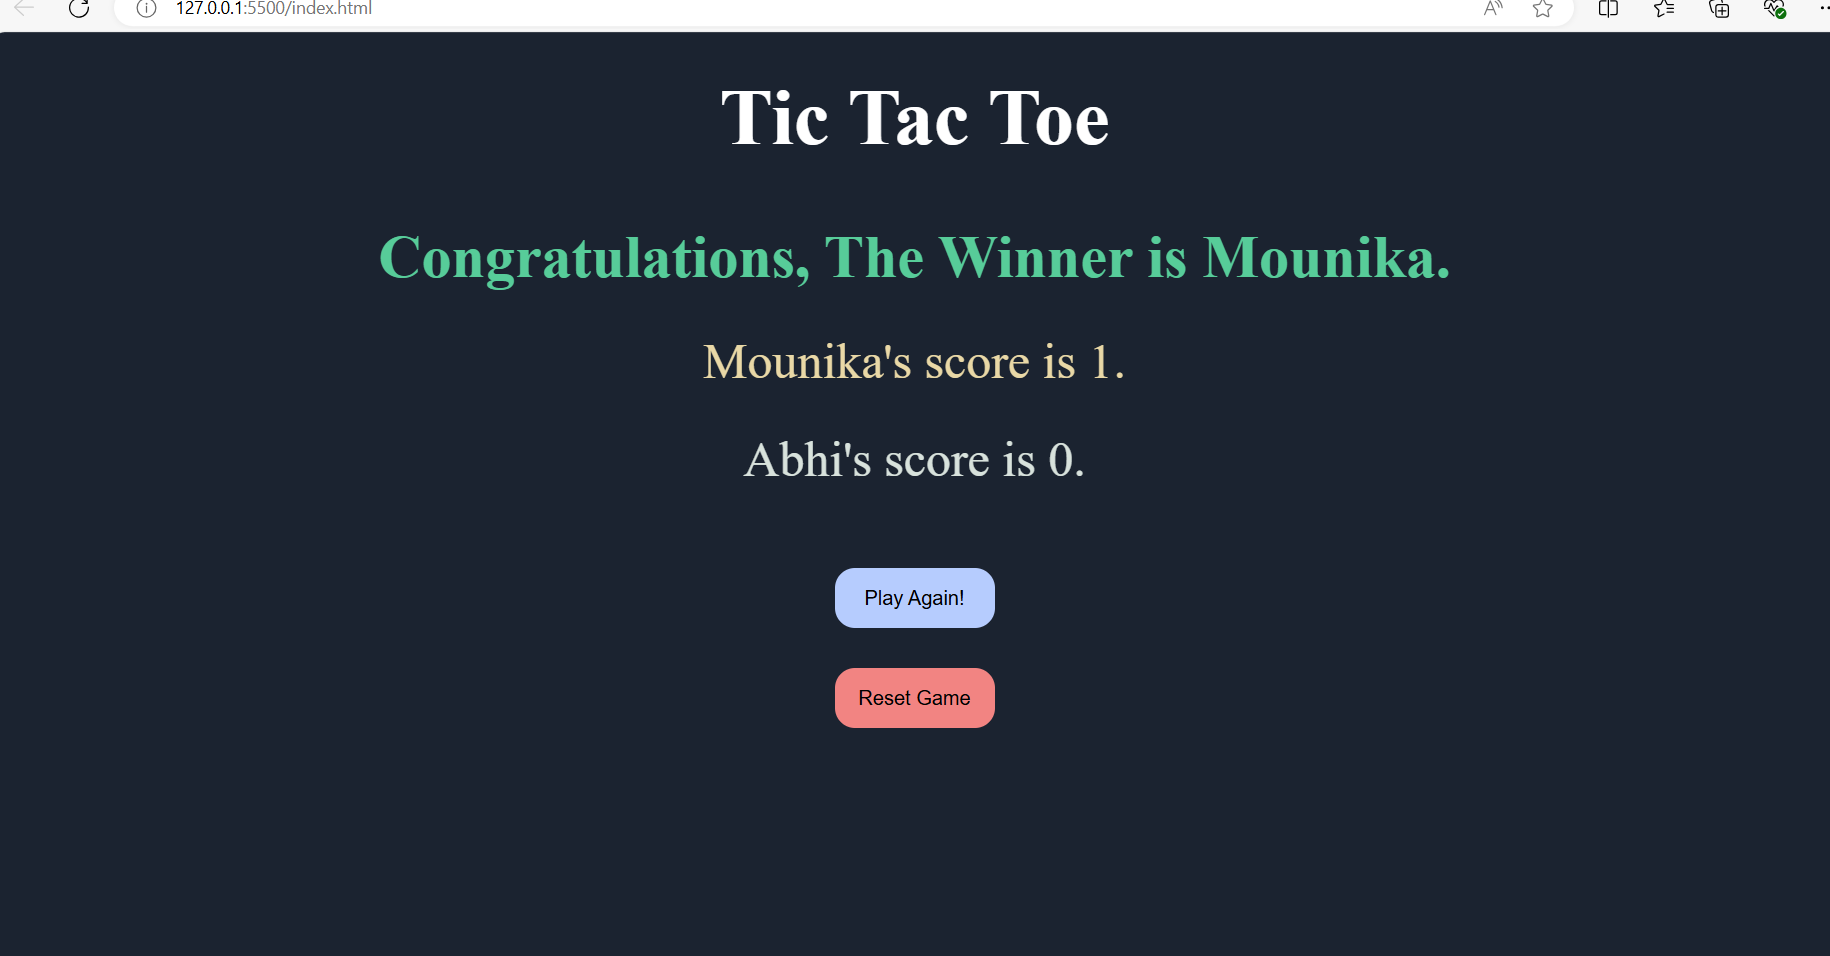 127.0.0.1:5500/index.html
Tic Tac Toe
Congratulations, The Winner is Mounika.
Mounika's score is 1.
Abhi's score is 0.
Play Again!
Reset Game